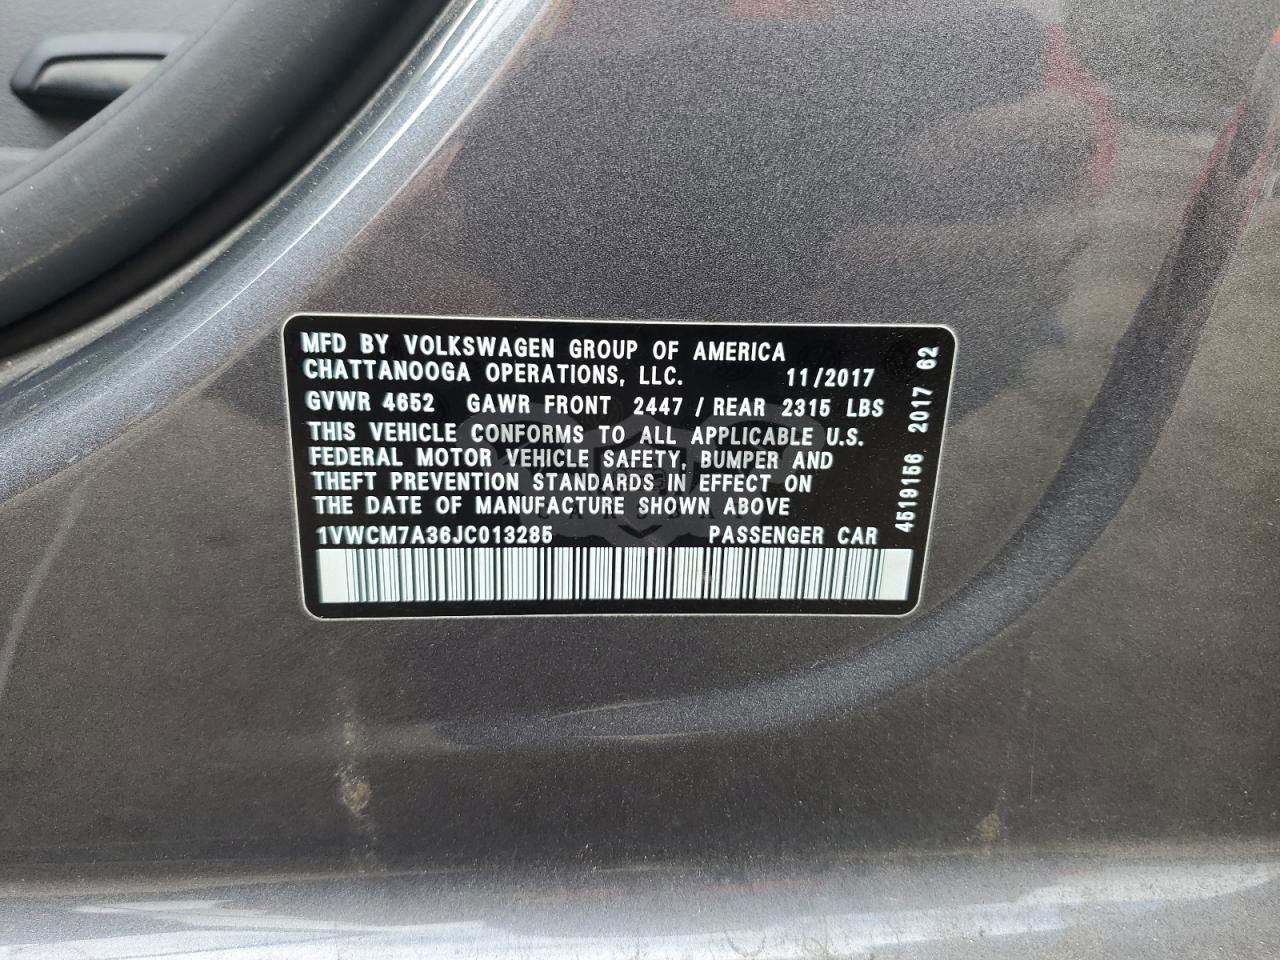 MFD BY VOLKSWAGEN GROUP OF AMERICA
CHATTANOOGA OPERATIONS, LLC. 11/2017
GVWR 4652 GAWR FRONT 2447 / REAR 2315 LBS
THIS VEHICLE CONFORMS TO ALL APPLICABLE U.S.
FEDERAL MOTOR VEHICLE SAFETY, BUMPER AND
THEFT PREVENTION STANDARDS IN EFFECT ON
THE DATE OF MANUFACTURE SHOWN ABOVE
1VWCM7A36JC013285 PASSENGER CAR
4519156 2017 62